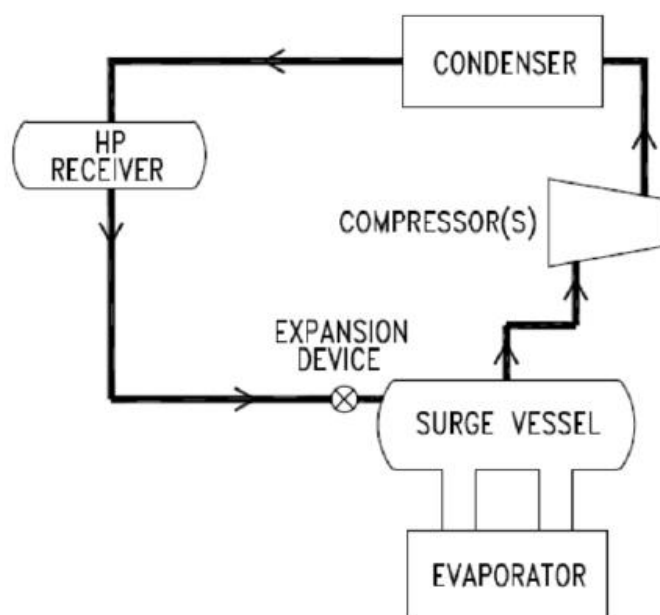 CONDENSER
HP
RECEIVER
COMPRESSOR(S)
EXPANSION
DEVICE
SURGE VESSEL
EVAPORATOR